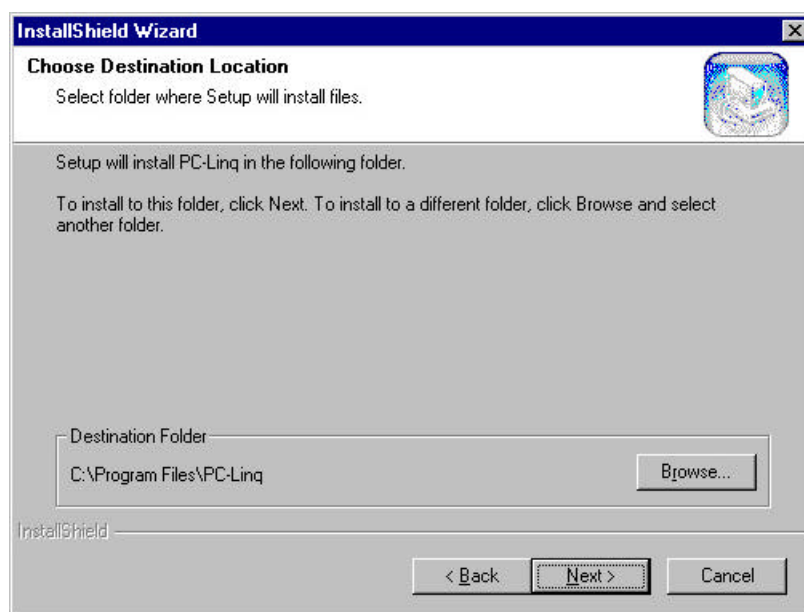 InstallShield Wizard
Choose Destination Location
Select folder where Setup will install files.
Setup will install PC-Linq in the following folder.
To install to this folder, click Next. To install to a different folder, click Browse and select
another folder.
Destination Folder
C:\Program Files\PC-Linq
Browse...
InstallShield
< Back
Next >
Cancel